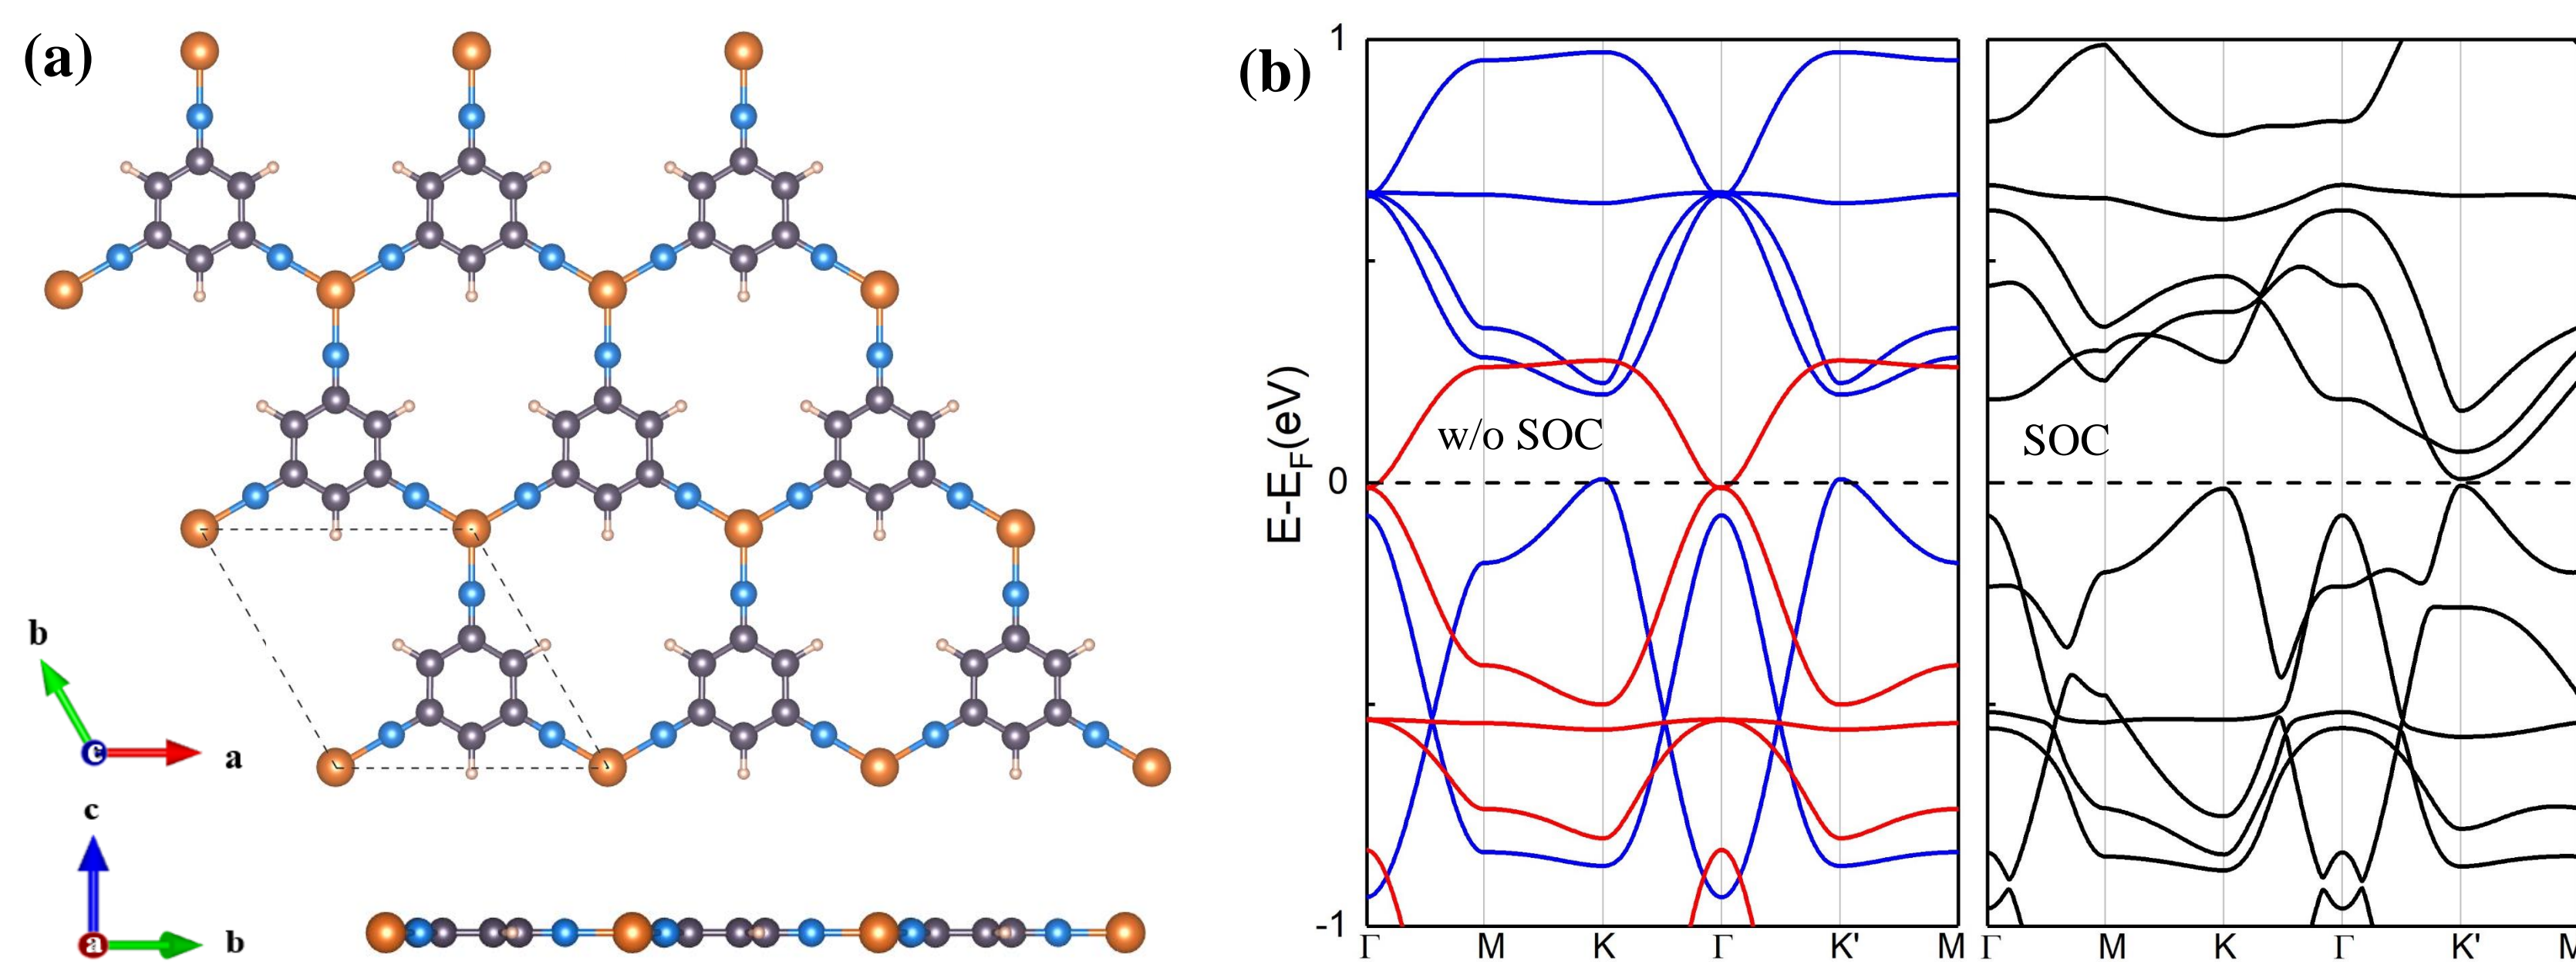 (a)
b
c
a
c
a
b
(b)
E-E_F(eV)
1
0
-1
w/o SOC
Γ M K Γ K' M
SOC
Γ M K Γ K' M